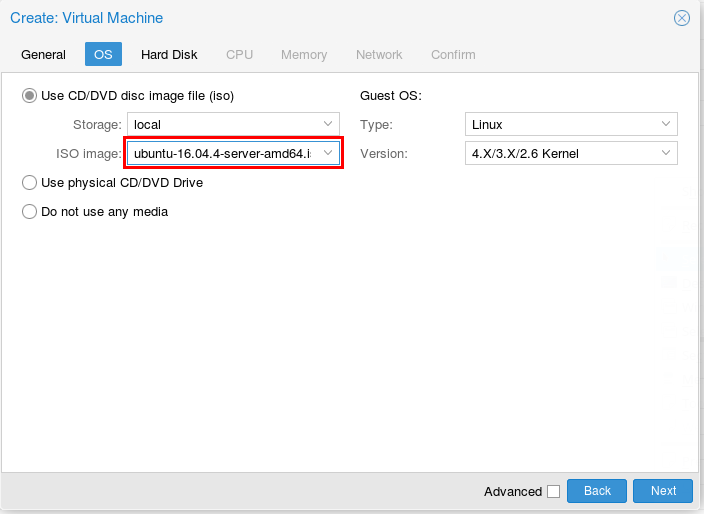 Create: Virtual Machine
General OS Hard Disk CPU Memory Network Confirm
Use CD/DVD disc image file (iso) Guest OS:
Storage: local Type: Linux
ISO image: ubuntu-16.04.4-server-amd64.i Version: 4.X/3.X/2.6 Kernel
Use physical CD/DVD Drive
Do not use any media
Advanced Back Next